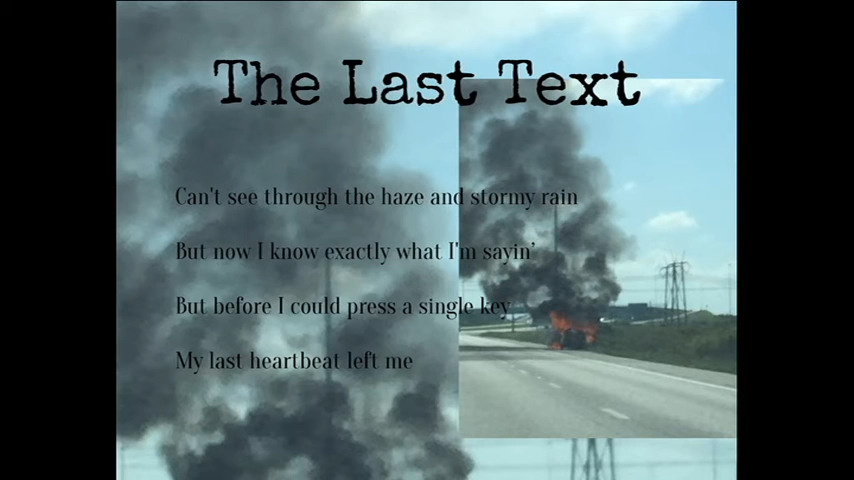 The Last Text
Can't see through the haze and stormy rain
But now I know exactly what I'm sayin'
But before I could press a single key
My last heartbeat left me